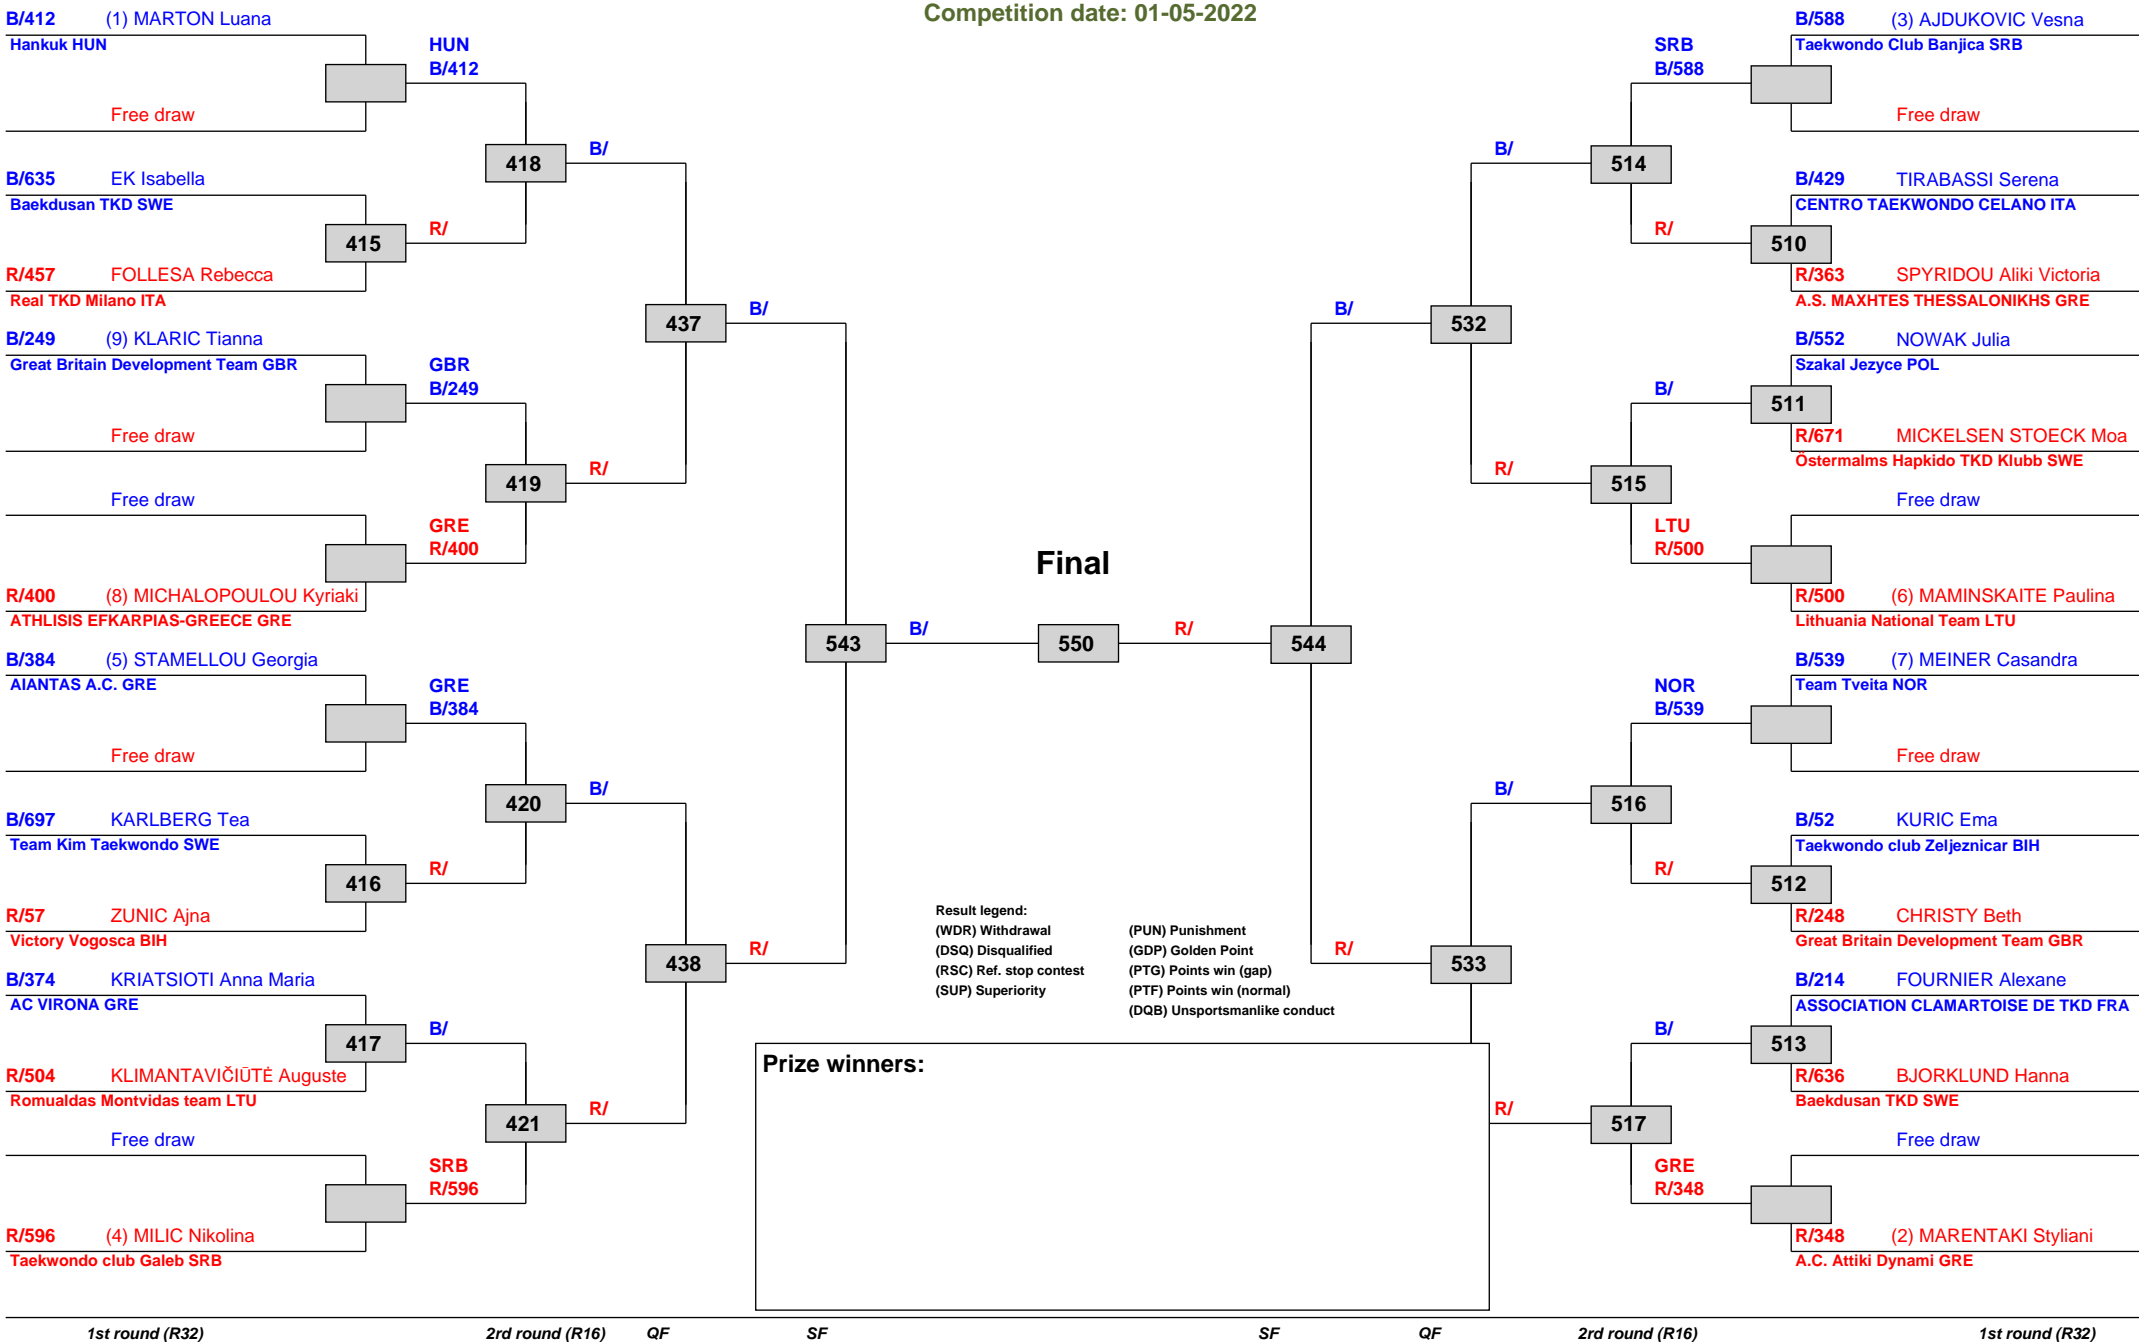 Competition date: 01-05-2022
B/412 (1) MARTON Luana
Hankuk HUN
Free draw
HUN
B/412
B/635 EK Isabella
Baekdusan TKD SWE
415
R/
R/457 FOLLESA Rebecca
Real TKD Milano ITA
418
B/
B/249 (9) KLARIC Tianna
Great Britain Development Team GBR
GBR
B/249
Free draw
437
B/
Free draw
419
R/
GRE
R/400
R/400 (8) MICHALOPOULOU Kyriaki
ATHLISIS EFKARPIAS-GREECE GRE
B/384 (5) STAMELLOU Georgia
AIANTAS A.C. GRE
GRE
B/384
Free draw
420
B/
B/697 KARLBERG Tea
Team Kim Taekwondo SWE
416
R/
R/57 ZUNIC Ajna
Victory Vogosca BIH
438
R/
B/374 KRIATSIOTI Anna Maria
AC VIRONA GRE
417
B/
R/504 KLIMANTAVIČIŪTĖ Auguste
Romualdas Montvidas team LTU
421
R/
Free draw
SRB
R/596
R/596 (4) MILIC Nikolina
Taekwondo club Galeb SRB
Final
543
B/
550
R/
544
B/588 (3) AJDUKOVIC Vesna
Taekwondo Club Banjica SRB
SRB
B/588
Free draw
B/
514
B/429 TIRABASSI Serena
CENTRO TAEKWONDO CELANO ITA
R/
510
R/363 SPYRIDOU Aliki Victoria
A.S. MAXHTES THESSALONIKHS GRE
B/
532
B/552 NOWAK Julia
Szakal Jezyce POL
B/
511
R/671 MICKELSEN STOECK Moa
Östermalms Hapkido TKD Klubb SWE
R/
515
Free draw
LTU
R/500
R/500 (6) MAMINSKAITE Paulina
Lithuania National Team LTU
B/539 (7) MEINER Casandra
Team Tveita NOR
NOR
B/539
Free draw
B/
516
B/52 KURIC Ema
Taekwondo club Zeljeznicar BIH
R/
512
R/248 CHRISTY Beth
Great Britain Development Team GBR
R/
533
B/214 FOURNIER Alexane
ASSOCIATION CLAMARTOISE DE TKD FRA
B/
513
R/636 BJORKLUND Hanna
Baekdusan TKD SWE
R/
517
Free draw
GRE
R/348
R/348 (2) MARENTAKI Styliani
A.C. Attiki Dynami GRE
Result legend:
(WDR) Withdrawal (PUN) Punishment
(DSQ) Disqualified (GDP) Golden Point
(RSC) Ref. stop contest (PTG) Points win (gap)
(SUP) Superiority (PTF) Points win (normal)
(DQB) Unsportsmanlike conduct
Prize winners:
1st round (R32) 2rd round (R16) QF SF SF QF 2rd round (R16) 1st round (R32)